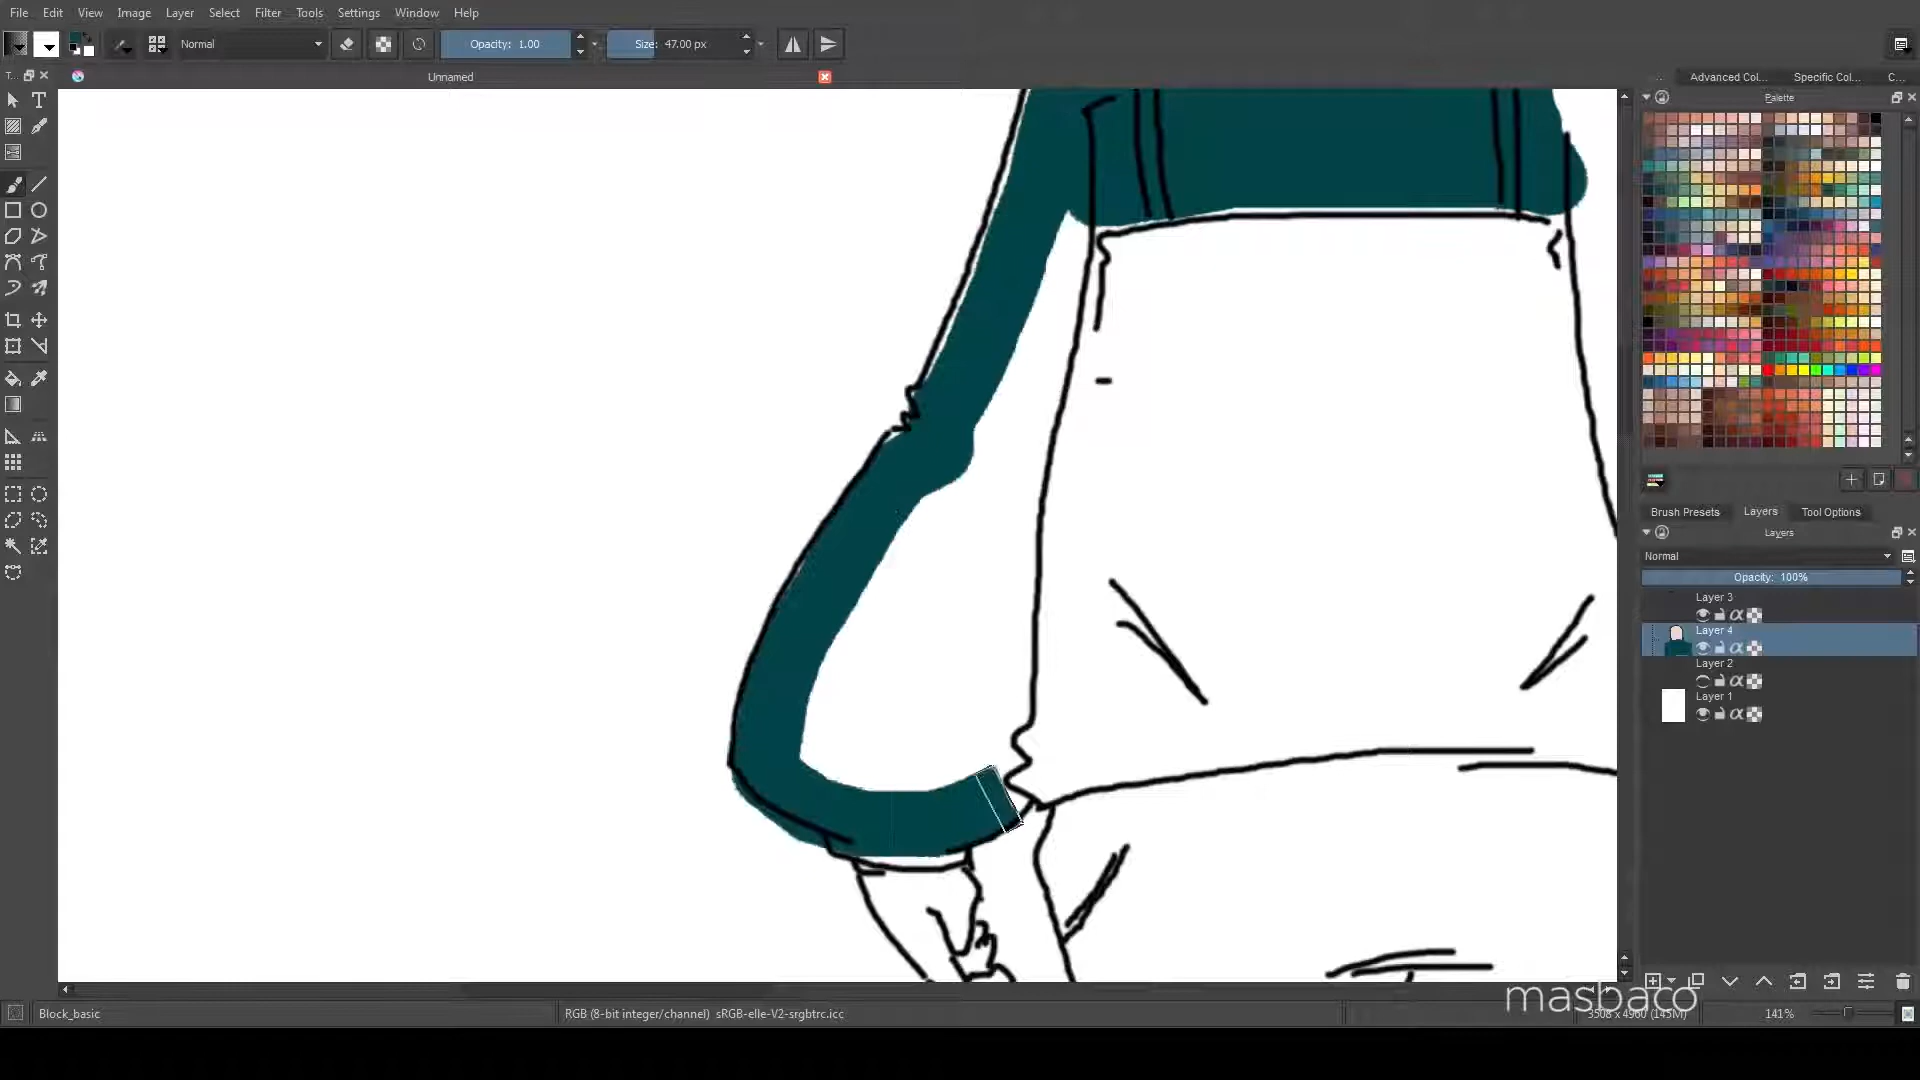 File Edit View Image Layer Select Filter Tools Settings Window Help
Normal Opacity: 1.00 Size: 47.00 px
T... Unnamed ... Advanced Col... Specific Col... C...
Palette
Brush Presets Layers Tool Options
Layers
Normal
Opacity: 100%
Layer 3
Layer 4
Layer 2
Layer 1
masbaco
Block_basic RGB (8-bit integer/channel) sRGB-elle-V2-srgbtrc.icc 3508 x 4960 (145M) 141%